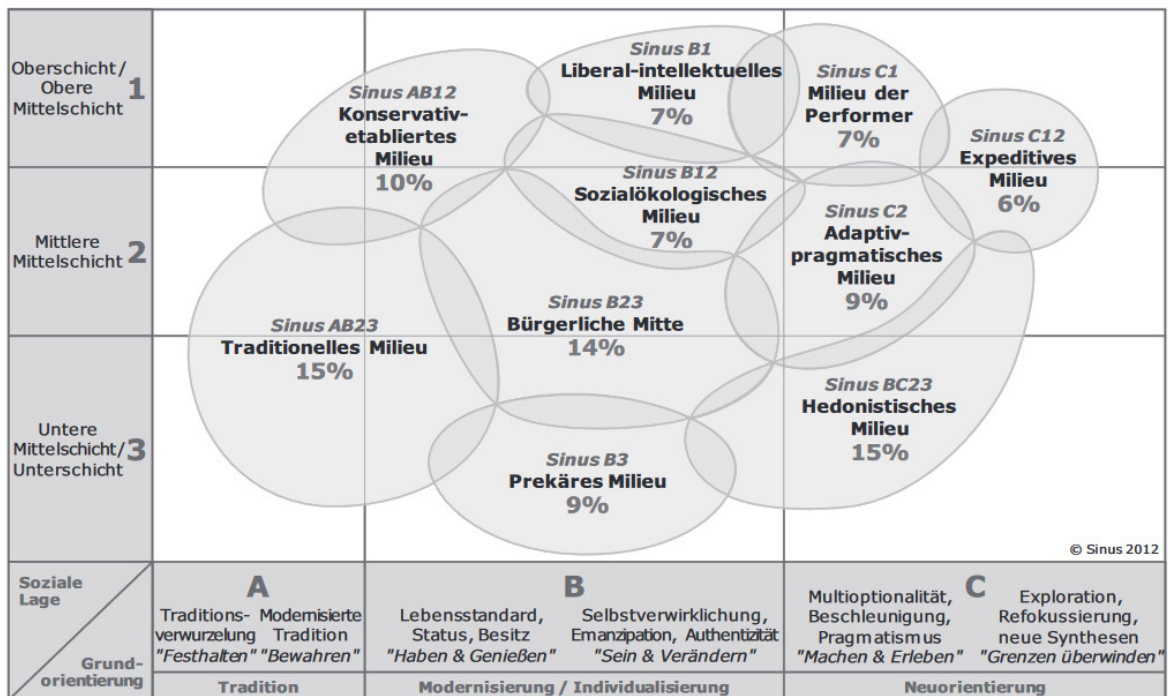 Oberschicht/
Obere
Mittelschicht
1
Mittlere
Mittelschicht
2
Untere
Mittelschicht/
Unterschicht
3
Sinus AB12
Konservativ-
etabliertes
Milieu
10%
Sinus B1
Liberal-intellektuelles
Milieu
7%
Sinus C1
Milieu der
Performer
7%
Sinus C12
Expeditives
Milieu
6%
Sinus B12
Sozialökologisches
Milieu
7%
Sinus C2
Adaptiv-
pragmatisches
Milieu
9%
Sinus AB23
Traditionelles Milieu
15%
Sinus B23
Bürgerliche Mitte
14%
Sinus BC23
Hedonistisches
Milieu
15%
Sinus B3
Prekäres Milieu
9%
© Sinus 2012
Soziale
Lage
Grund-
orientierung
A
Traditions-
verwurzelung
"Festhalten"
Modernisierte
Tradition
"Bewahren"
B
Lebensstandard,
Status, Besitz
"Haben & Genießen"
Selbstverwirklichung,
Emanzipation, Authentizität
"Sein & Verändern"
C
Multioptionalität,
Beschleunigung,
Pragmatismus
"Machen & Erleben"
Exploration,
Refokussierung,
neue Synthesen
"Grenzen überwinden"
Tradition
Modernisierung / Individualisierung
Neuorientierung